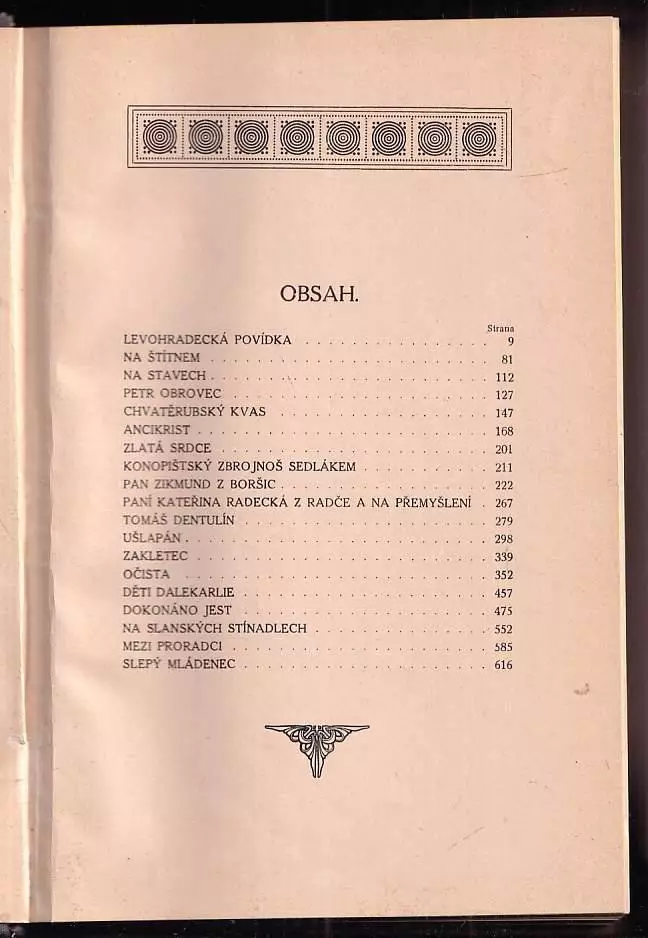 OBSAH.
Strana
LEVOHRADECKÁ POVÍDKA . . . . . . . . . . . . . . . . 9
NA ŠTÍTNEM . . . . . . . . . . . . . . . . . . . . . . . . 81
NA STAVECH . . . . . . . . . . . . . . . . . . . . . . . . 112
PETR OBROVEC . . . . . . . . . . . . . . . . . . . . . . . 127
CHVATĚRUBSKÝ KVAS . . . . . . . . . . . . . . . . . . 147
ANCIKRIST . . . . . . . . . . . . . . . . . . . . . . . . . 168
ZLATÁ SRDCE . . . . . . . . . . . . . . . . . . . . . . . 201
KONOPIŠTSKÝ ZBROJNOŠ SEDLÁKEM . . . . . . . . . . . 211
PAN ZIKMUND Z BORŠIC . . . . . . . . . . . . . . . . . . 222
PANÍ KATEŘINA RADECKÁ Z RADČE A NA PŘEMYŠLENÍ . 267
TOMÁŠ DENTULÍN . . . . . . . . . . . . . . . . . . . . . 279
UŠLAPÁN . . . . . . . . . . . . . . . . . . . . . . . . . . 298
ZAKLETEC . . . . . . . . . . . . . . . . . . . . . . . . . 339
OČISTA . . . . . . . . . . . . . . . . . . . . . . . . . . 352
DĚTI DALEKARLIE . . . . . . . . . . . . . . . . . . . . . 457
DOKONÁNO JEST . . . . . . . . . . . . . . . . . . . . . 475
NA SLANSKÝCH STÍNADLECH . . . . . . . . . . . . . . . 552
MEZI PRORADCI . . . . . . . . . . . . . . . . . . . . . . 585
SLEPÝ MLÁDENEC . . . . . . . . . . . . . . . . . . . . . 616